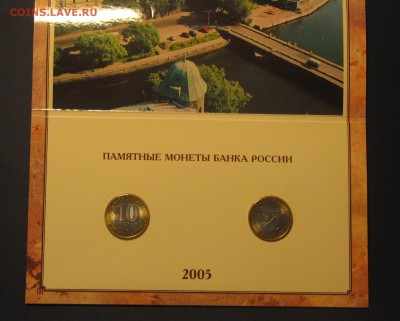 COINS.LAVE.RU
ПАМЯТНЫЕ МОНЕТЫ БАНКА РОССИИ
10
2005